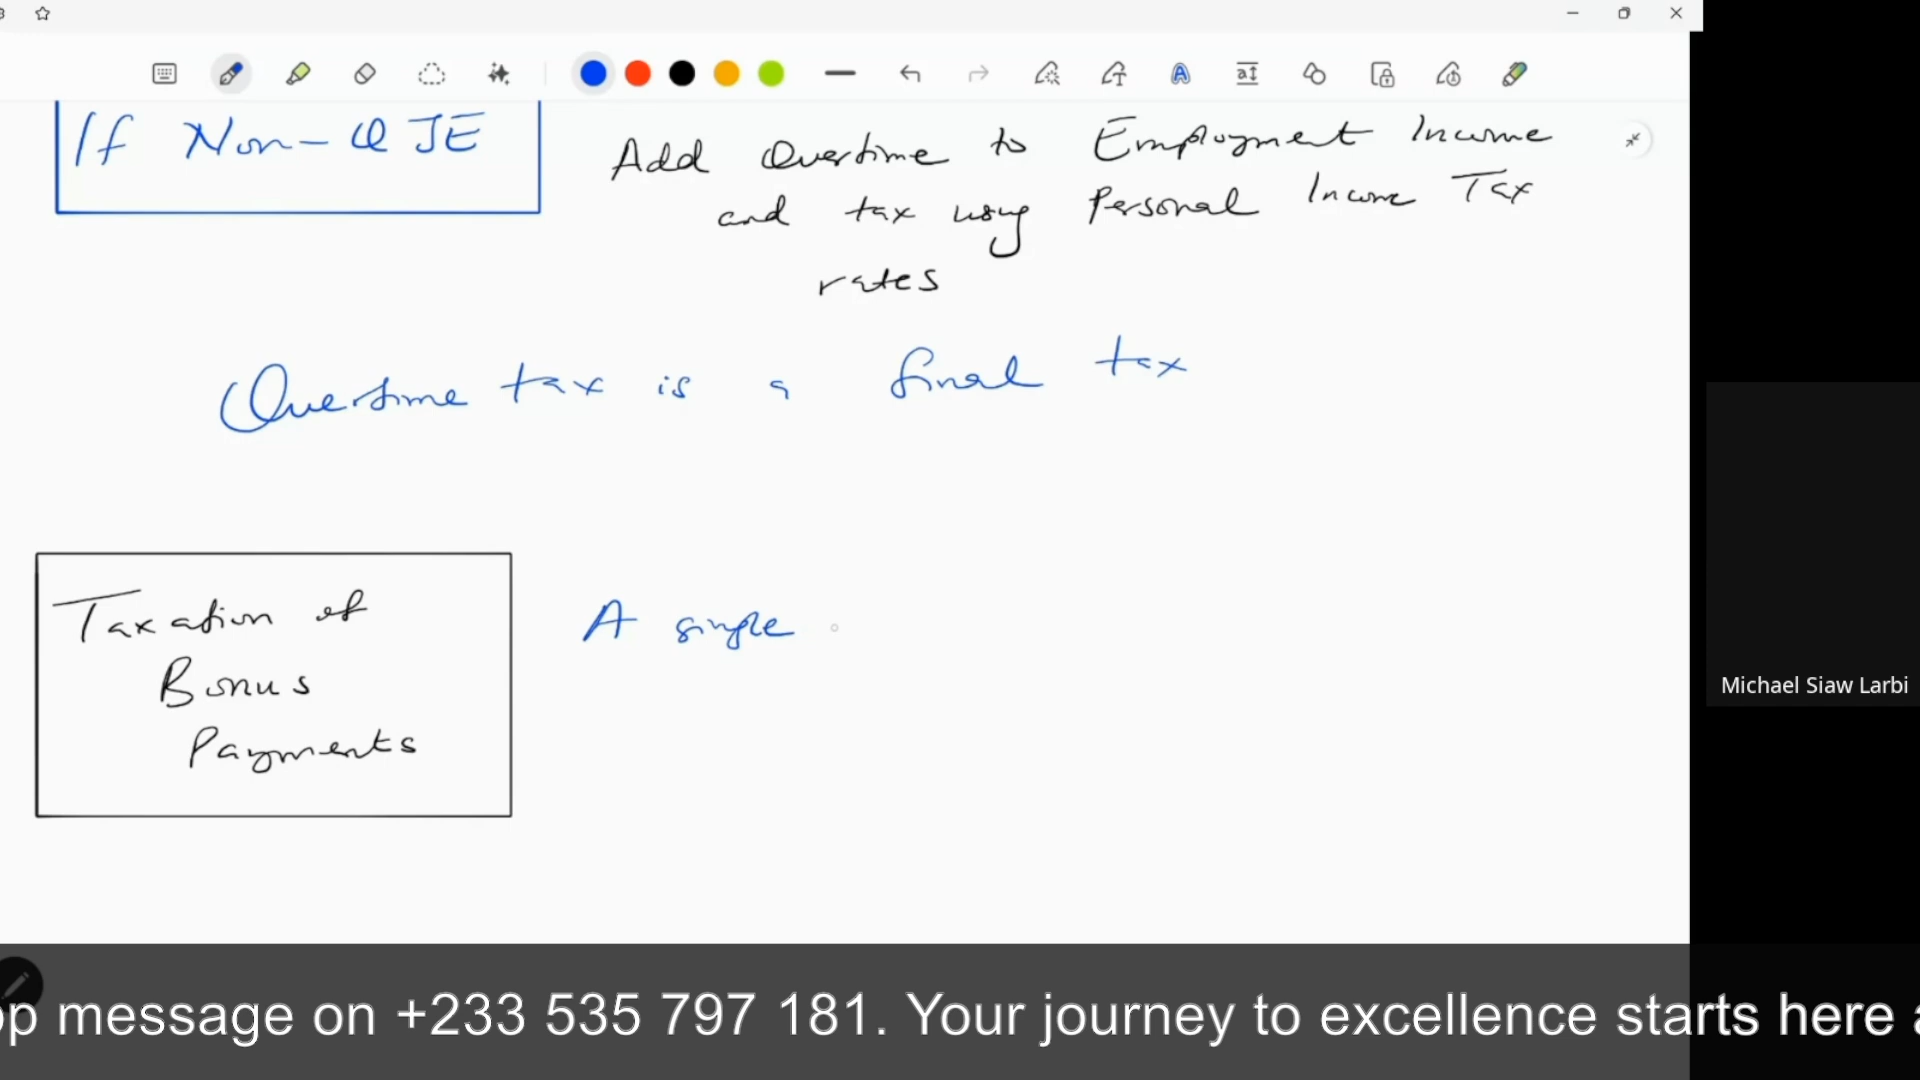 If Non-QJE
Add Overtime to Employment Income
and tax using Personal Income Tax
rates
Overtime tax is a final tax
Taxation of
Bonus
Payments
A single
Michael Siaw Larbi
pp message on +233 535 797 181. Your journey to excellence starts here a